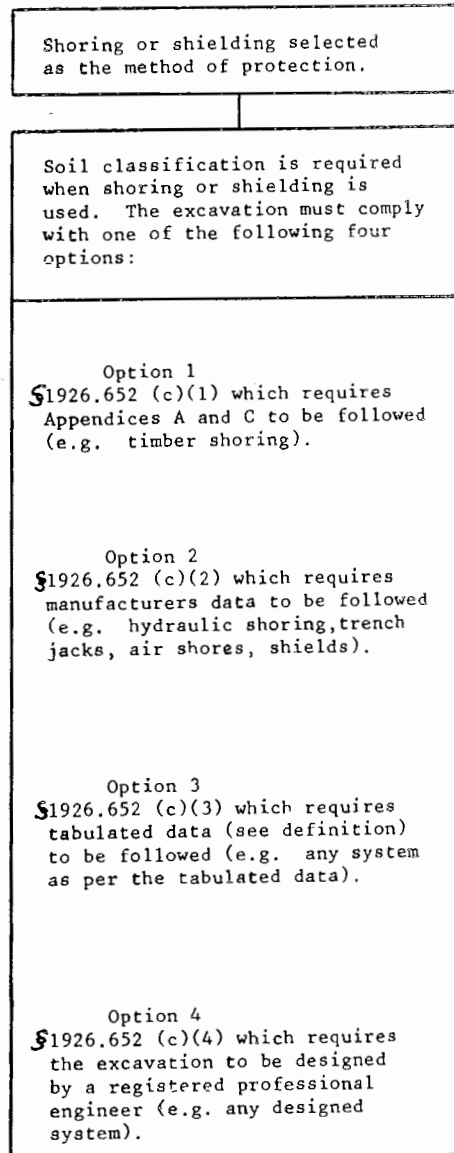 Shoring or shielding selected
as the method of protection.
Soil classification is required
when shoring or shielding is
used. The excavation must comply
with one of the following four
options:
Option 1
§1926.652 (c)(1) which requires
Appendices A and C to be followed
(e.g. timber shoring).
Option 2
§1926.652 (c)(2) which requires
manufacturers data to be followed
(e.g. hydraulic shoring,trench
jacks, air shores, shields).
Option 3
§1926.652 (c)(3) which requires
tabulated data (see definition)
to be followed (e.g. any system
as per the tabulated data).
Option 4
§1926.652 (c)(4) which requires
the excavation to be designed
by a registered professional
engineer (e.g. any designed
system).